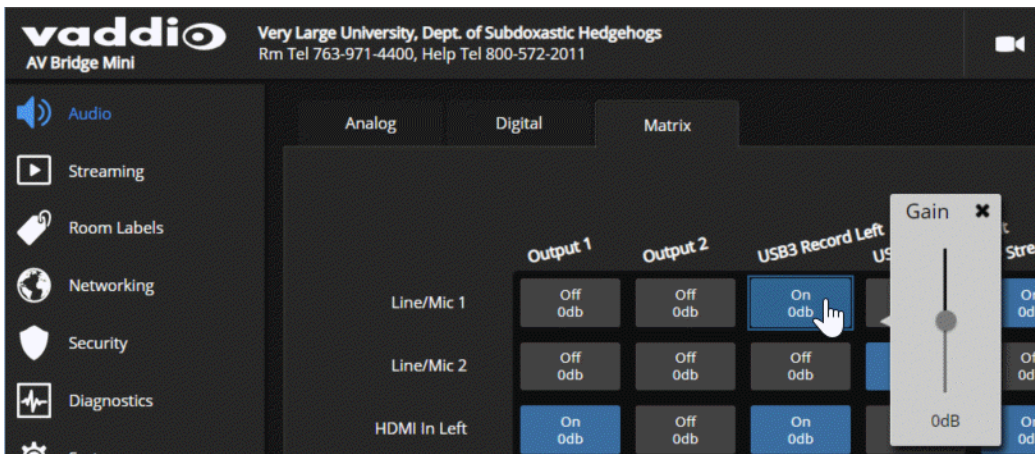 vaddio
AV Bridge Mini
Very Large University, Dept. of Subdoxastic Hedgehogs
Rm Tel 763-971-4400, Help Tel 800-572-2011
Audio
Streaming
Room Labels
Networking
Security
Diagnostics
Analog Digital Matrix
Output 1 Output 2 USB3 Record Left
Gain
Line/Mic 1
Off Off On
0db 0db 0db
Line/Mic 2
Off Off Off
0db 0db 0db
HDMI In Left
On Off On
0db 0db 0db
0dB